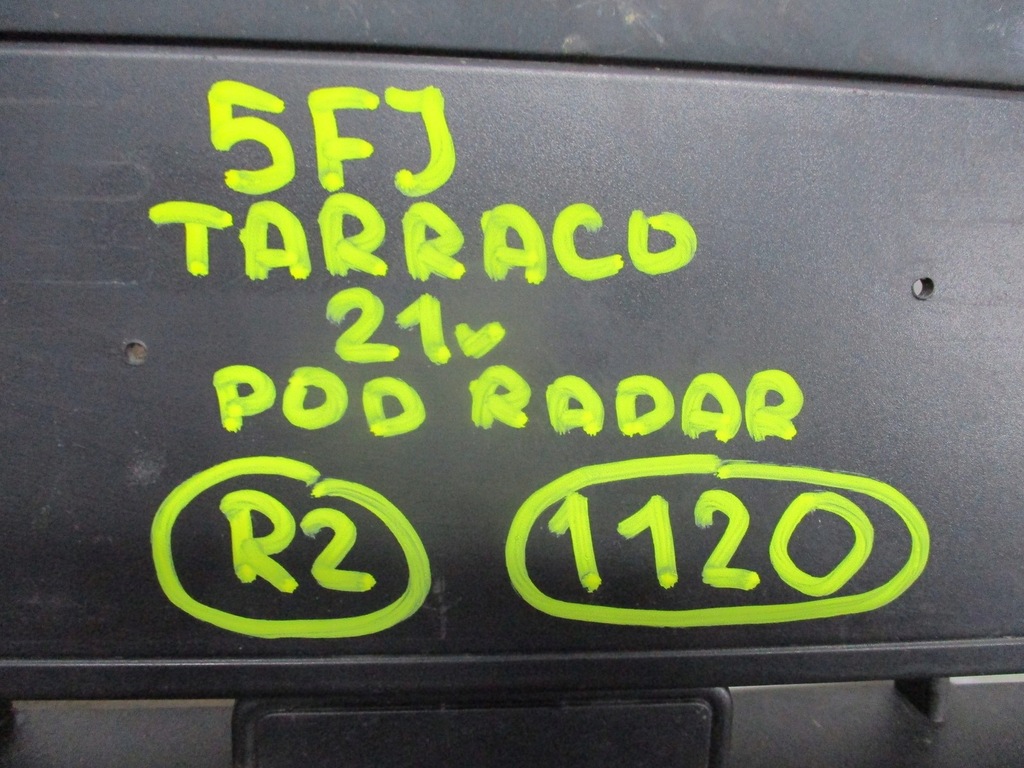 5FJ
TARRACO
21v
POD RADAR
R2 1120